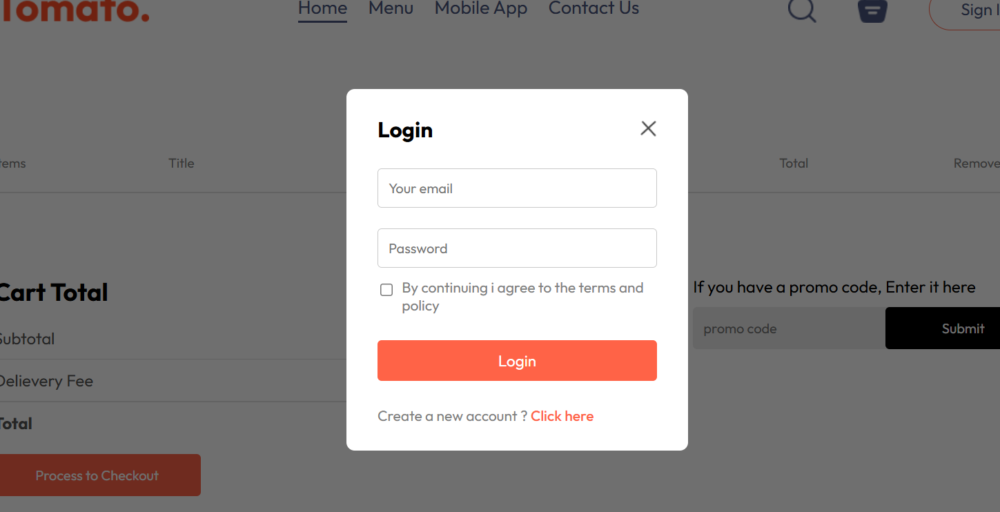 Tomato.
Home Menu Mobile App Contact Us
Sign I
Login
tems Title Total Remove
Your email
Password
By continuing i agree to the terms and
policy
Login
Create a new account ? Click here
Cart Total
Subtotal
Delievery Fee
Total
Process to Checkout
If you have a promo code, Enter it here
promo code
Submit